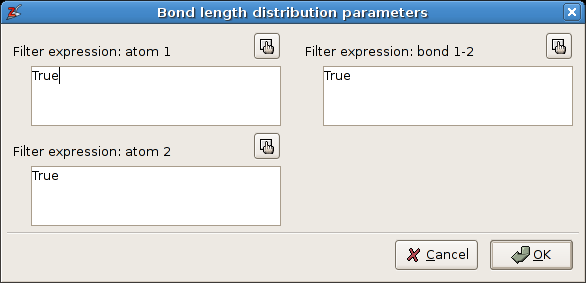 Bond length distribution parameters
Filter expression: atom 1
True
Filter expression: bond 1-2
True
Filter expression: atom 2
True
Cancel
OK